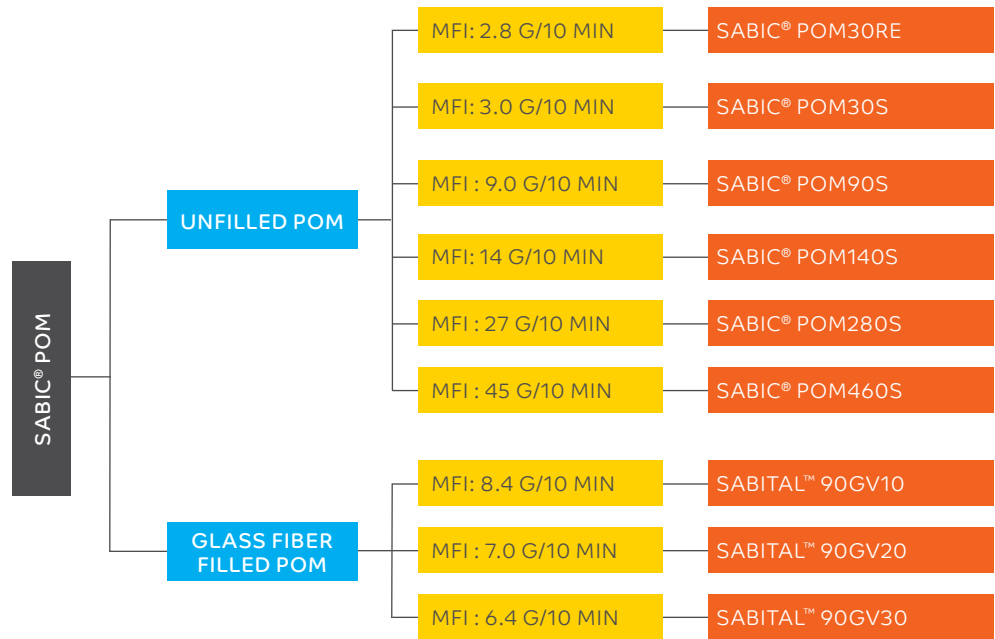 SABIC® POM
UNFILLED POM
MFI: 2.8 G/10 MIN
SABIC® POM30RE
MFI: 3.0 G/10 MIN
SABIC® POM30S
MFI : 9.0 G/10 MIN
SABIC® POM90S
MFI: 14 G/10 MIN
SABIC® POM140S
MFI : 27 G/10 MIN
SABIC® POM280S
MFI : 45 G/10 MIN
SABIC® POM460S
GLASS FIBER
FILLED POM
MFI: 8.4 G/10 MIN
SABITAL™ 90GV10
MFI : 7.0 G/10 MIN
SABITAL™ 90GV20
MFI : 6.4 G/10 MIN
SABITAL™ 90GV30